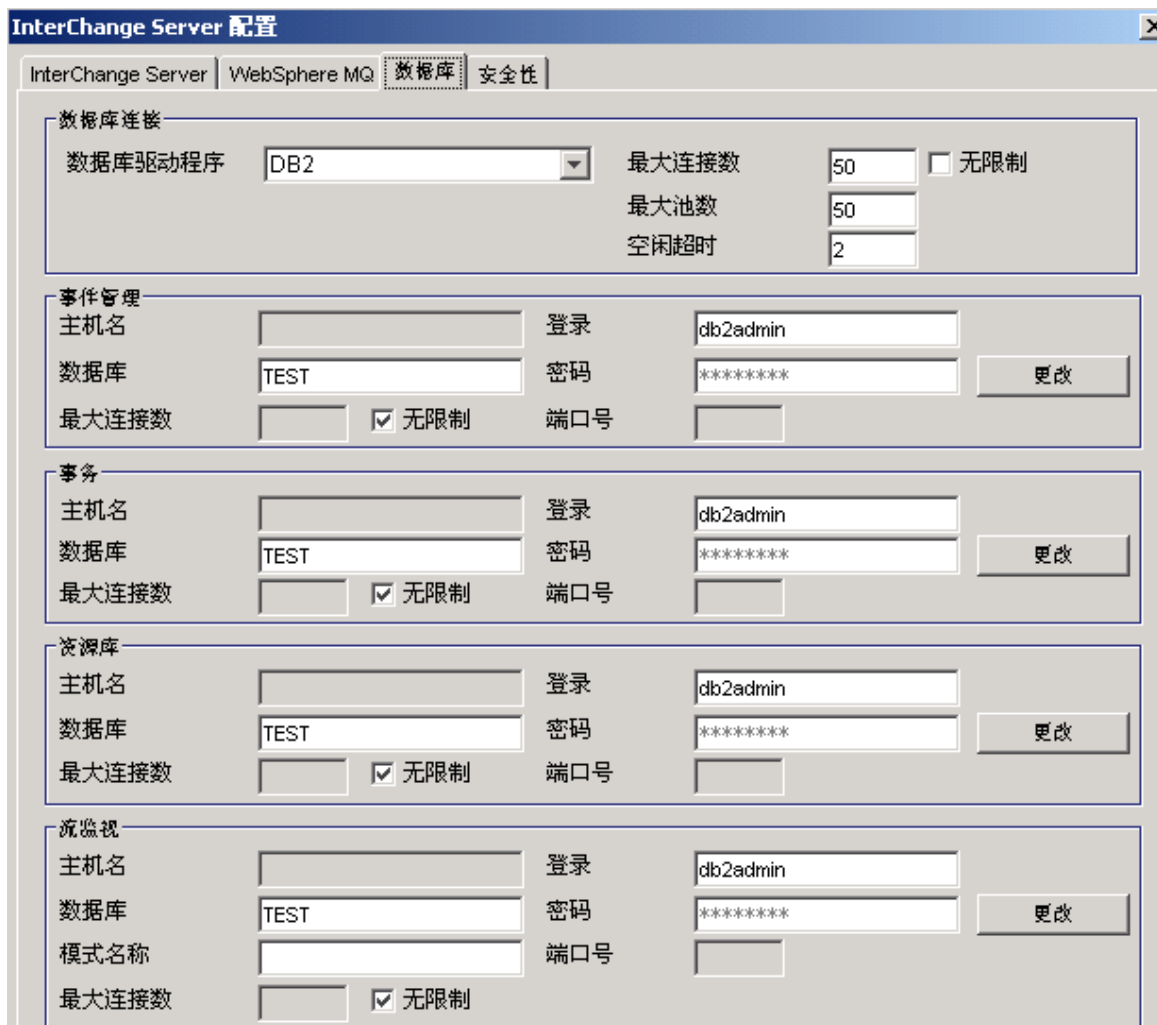 InterChange Server 配置
InterChange Server WebSphere MQ 数据库 安全性
数据库连接
数据库驱动程序 DB2 最大连接数 50 无限制
最大池数 50
空闲超时 2
事件管理
主机名 登录 db2admin
数据库 TEST 密码 ******** 更改
最大连接数 无限制 端口号
事务
主机名 登录 db2admin
数据库 TEST 密码 ******** 更改
最大连接数 无限制 端口号
资源库
主机名 登录 db2admin
数据库 TEST 密码 ******** 更改
最大连接数 无限制 端口号
流监视
主机名 登录 db2admin
数据库 TEST 密码 ******** 更改
模式名称 端口号
最大连接数 无限制